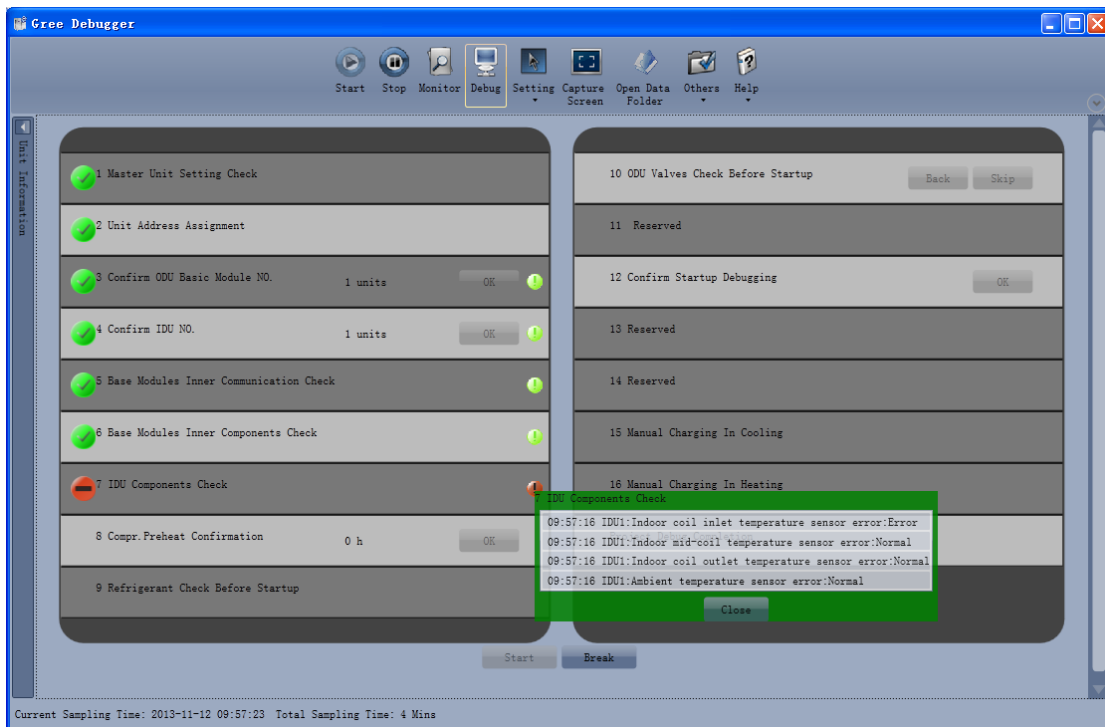 Gree Debugger
Start Stop Monitor Debug Setting Capture Screen Open Data Folder Others Help
Unit Information
1 Master Unit Setting Check
2 Unit Address Assignment
3 Confirm ODU Basic Module NO. 1 units OK
4 Confirm IDU NO. 1 units OK
5 Base Modules Inner Communication Check
6 Base Modules Inner Components Check
7 IDU Components Check
8 Compr.Preheat Confirmation 0 h OK
9 Refrigerant Check Before Startup
10 ODU Valves Check Before Startup Back Skip
11 Reserved
12 Confirm Startup Debugging OK
13 Reserved
14 Reserved
15 Manual Charging In Cooling
16 Manual Charging In Heating
7 IDU Components Check
09:57:16 IDU1:Indoor coil inlet temperature sensor error:Error
09:57:16 IDU1:Indoor mid-coil temperature sensor error:Normal
09:57:16 IDU1:Indoor coil outlet temperature sensor error:Normal
09:57:16 IDU1:Ambient temperature sensor error:Normal
Close
Start Break
Current Sampling Time: 2013-11-12 09:57:23 Total Sampling Time: 4 Mins